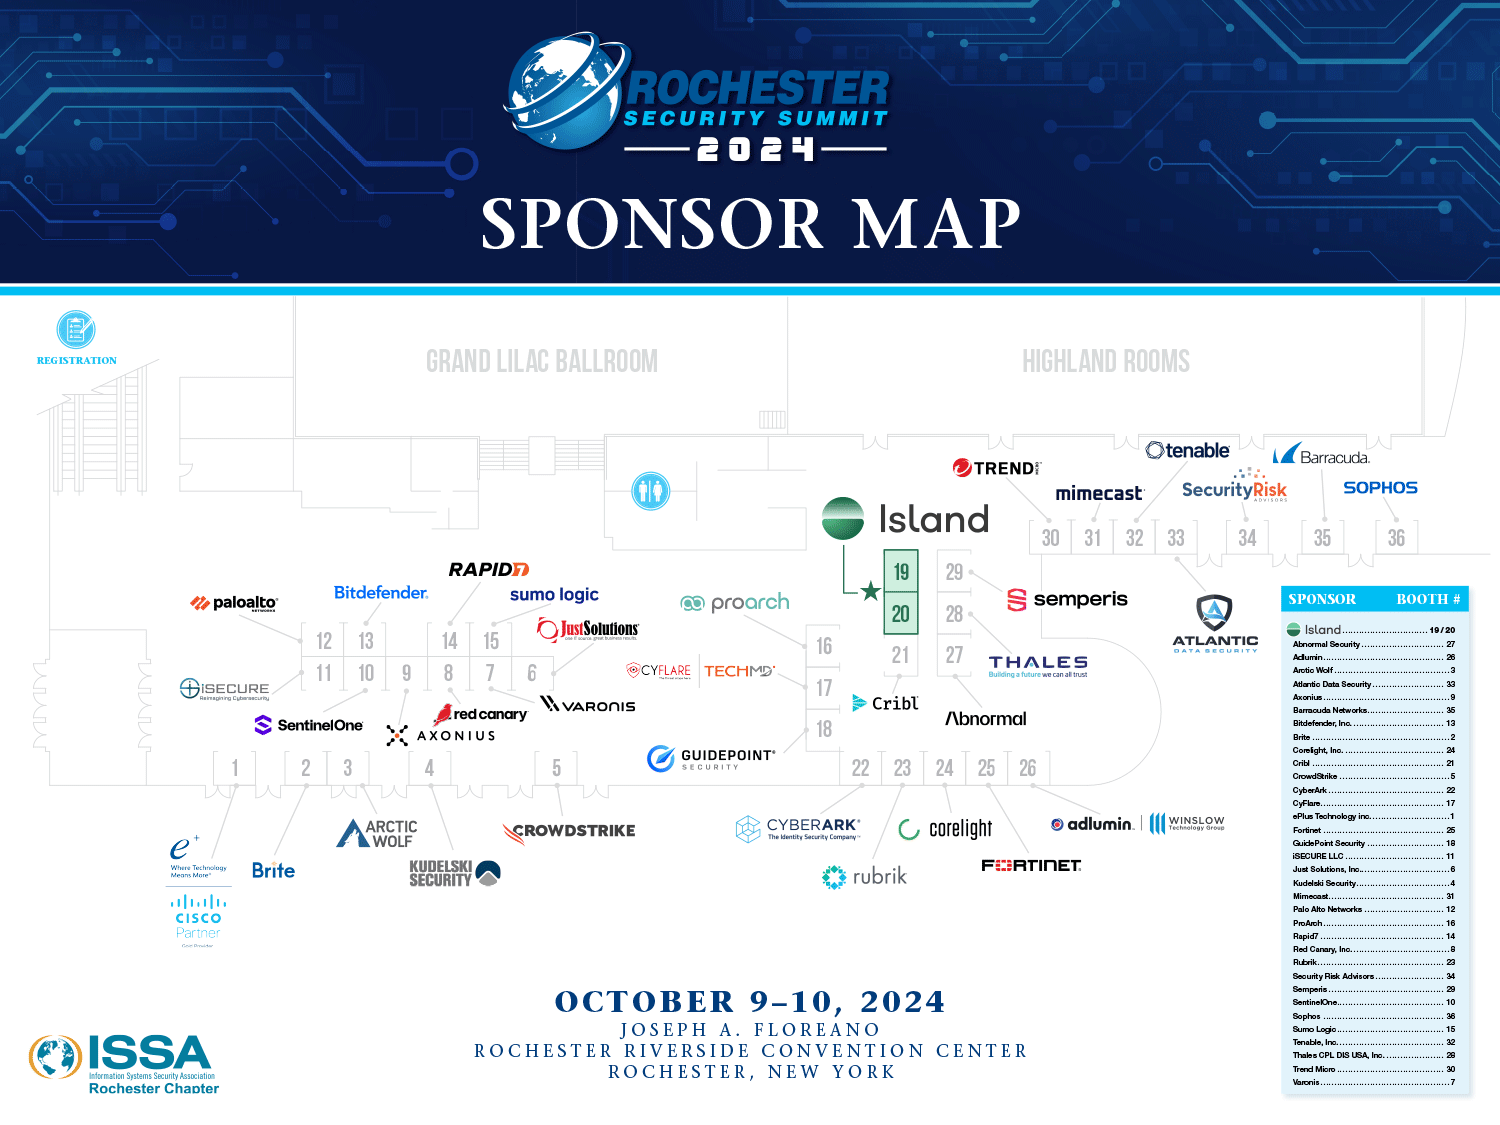 ROCHESTER
SECURITY SUMMIT
2024
SPONSOR MAP
REGISTRATION
GRAND LILAC BALLROOM
HIGHLAND ROOMS
TREND MICRO
tenable
Barracuda.
mimecast
SecurityRisk
ADVISORS
SOPHOS
Island
30 31 32 33 34 35 36
19
20
21
29
28
27
semperis
THALES
Building a future we can all trust
ATLANTIC
DATA SECURITY
Cribl
Abnormal
RAPID7
Bitdefender
sumo logic
paloalto
NETWORKS
JustSolutions
proarch
12 13 14 15
11 10 9 8 7 6
16
17
18
CYFLARE
TECHMD
iSECURE
Reimagining Cybersecurity
SentinelOne
AXONIUS
red canary
VARONIS
GUIDEPOINT
SECURITY
1 2 3 4 5
22 23 24 25 26
e+
Where Technology
Means More
CISCO
Partner
Brite
ARCTIC
WOLF
KUDELSKI
SECURITY
CROWDSTRIKE
CYBERARK
The Identity Security Company
rubrik
corelight
FORTINET
adlumin
WINSLOW
Technology Group
SPONSOR BOOTH #
Island 19 / 20
Abnormal Security 27
Adlumin 26
Arctic Wolf 3
Atlantic Data Security 33
Axonius 9
Barracuda Networks 35
Bitdefender, Inc. 13
Brite 2
Corelight, Inc. 24
Cribl 21
CrowdStrike 5
CyberArk 22
CyFlare 17
ePlus Technology inc. 1
Fortinet 25
GuidePoint Security 18
iSECURE LLC 11
Just Solutions, Inc. 6
Kudelski Security 4
Mimecast 31
Palo Alto Networks 12
ProArch 16
Rapid7 14
Red Canary, Inc. 8
Rubrik 23
Security Risk Advisors 34
Semperis 29
SentinelOne 10
Sophos 36
Sumo Logic 15
Tenable, Inc. 32
Thales CPL DIS USA, Inc. 28
Trend Micro 30
Varonis 7
OCTOBER 9–10, 2024
JOSEPH A. FLOREANO
ROCHESTER RIVERSIDE CONVENTION CENTER
ROCHESTER, NEW YORK
ISSA
Information Systems Security Association
Rochester Chapter